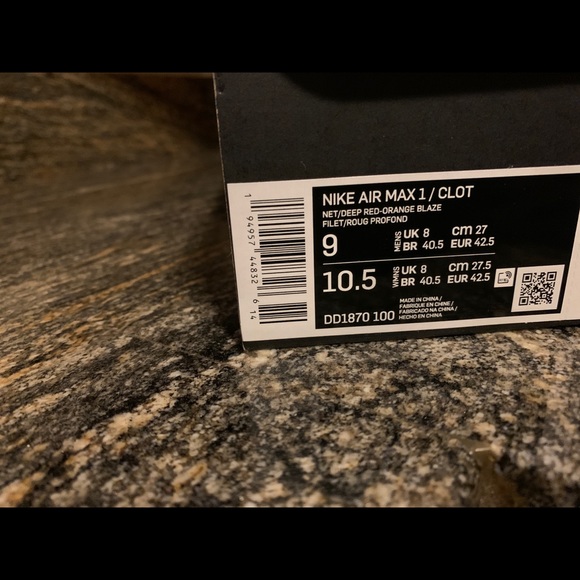 NIKE AIR MAX 1 / CLOT
NET/DEEP RED-ORANGE BLAZE
FILET/ROUG PROFOND
9 MENS UK 8 cm 27
BR 40.5 EUR 42.5
10.5 WMNS UK 8 cm 27.5
BR 40.5 EUR 42.5
DD1870 100
MADE IN CHINA /
FABRIQUE EN CHINE /
FABRICADO NA CHINA /
HECHO EN CHINA
1 94957 44832 6 14